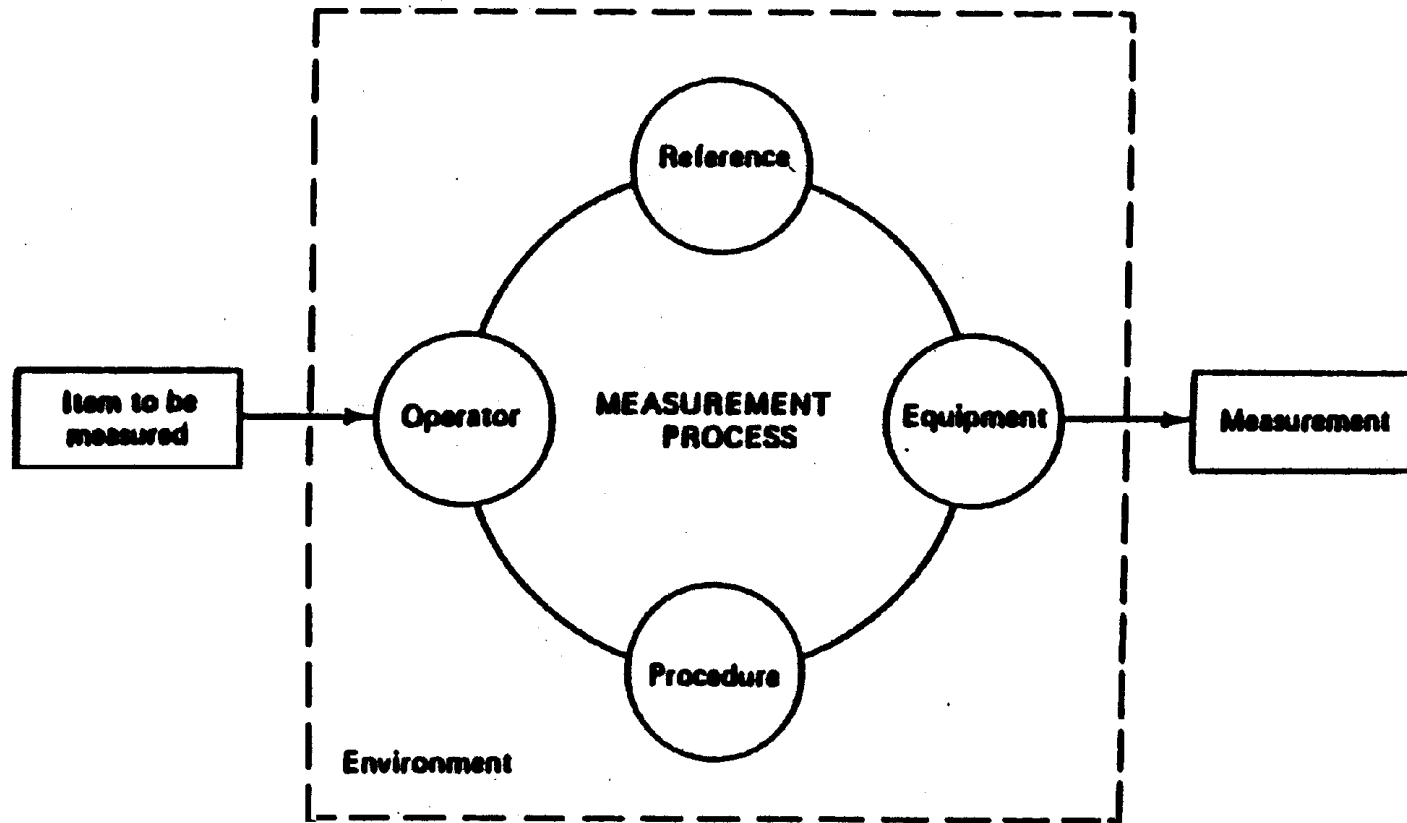 Reference
Item to be
measured
Operator
MEASUREMENT
PROCESS
Equipment
Measurement
Procedure
Environment